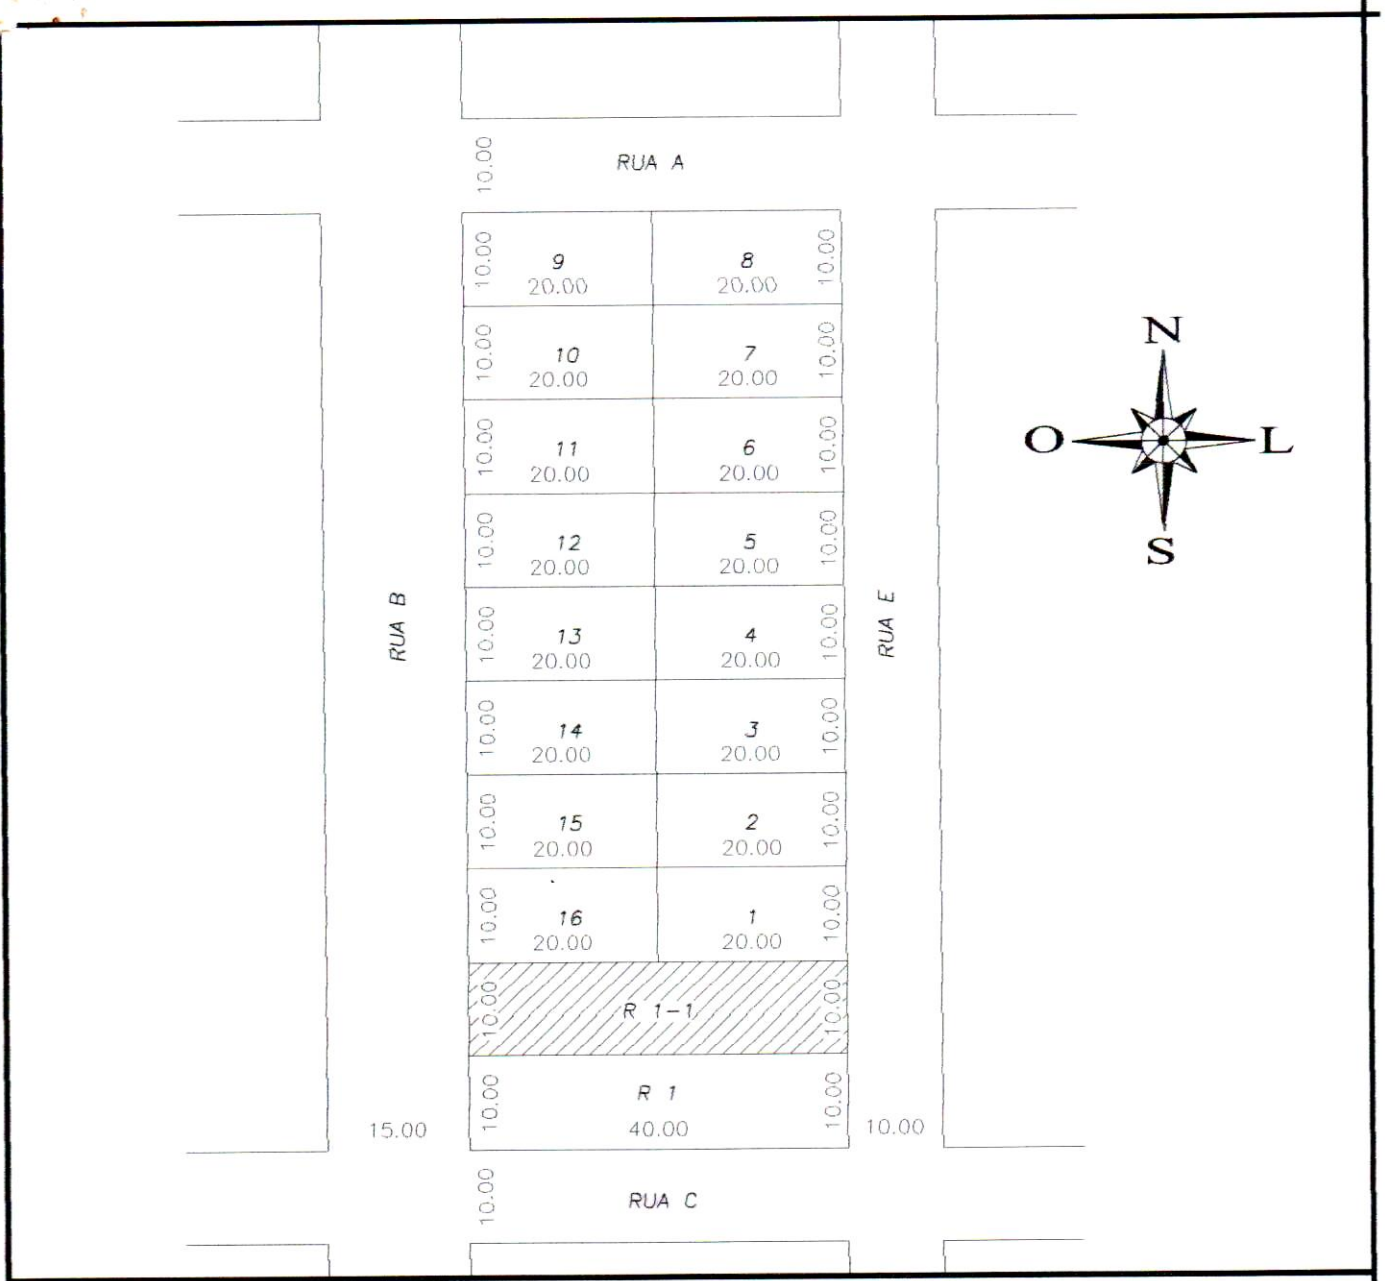 10.00 RUA A
10.00 9 8 10.00
20.00 20.00
10.00 10 7 10.00
20.00 20.00
10.00 11 6 10.00
20.00 20.00
10.00 12 5 10.00
20.00 20.00
10.00 13 4 10.00
20.00 20.00
10.00 14 3 10.00
20.00 20.00
10.00 15 2 10.00
20.00 20.00
10.00 16 1 10.00
20.00 20.00
10.00 R 1-1 10.00
10.00 R 1 10.00
15.00 40.00 10.00
10.00 RUA C
RUA B
RUA E
N
O L
S